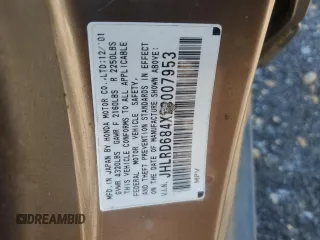 MFD. IN JAPAN BY HONDA MOTOR CO.,LTD:12/'01
GVWR 4320LBS GAWR F 2160LBS R 2250LBS
THIS VEHICLE CONFORMS TO ALL APPLICABLE
FEDERAL MOTOR VEHICLE SAFETY,
AND THEFT PREVENTION STANDARDS IN EFFECT
ON THE DATE OF MANUFACTURE SHOWN ABOVE.
V.I.N. JHLRD684X2C007953
MPV
©DREAMBID